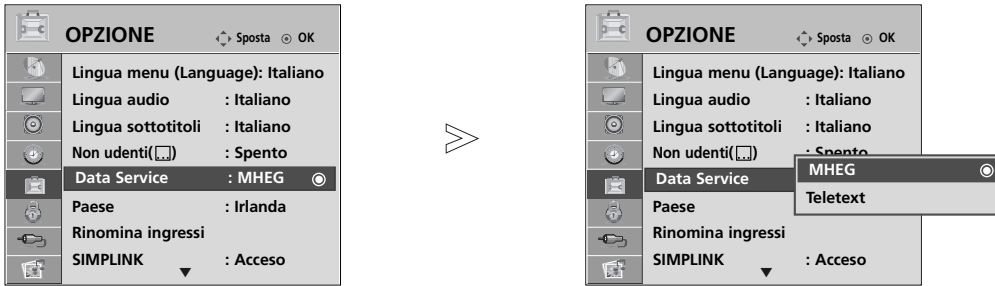 OPZIONE
Sposta OK
Lingua menu (Language): Italiano
Lingua audio : Italiano
Lingua sottotitoli : Italiano
Non udenti( ) : Spento
Data Service : MHEG
Paese : Irlanda
Rinomina ingressi
SIMPLINK : Acceso
OPZIONE
Sposta OK
Lingua menu (Language): Italiano
Lingua audio : Italiano
Lingua sottotitoli : Italiano
Non udenti( ) : Spento
Data Service
MHEG
Teletext
Paese
Rinomina ingressi
SIMPLINK : Acceso